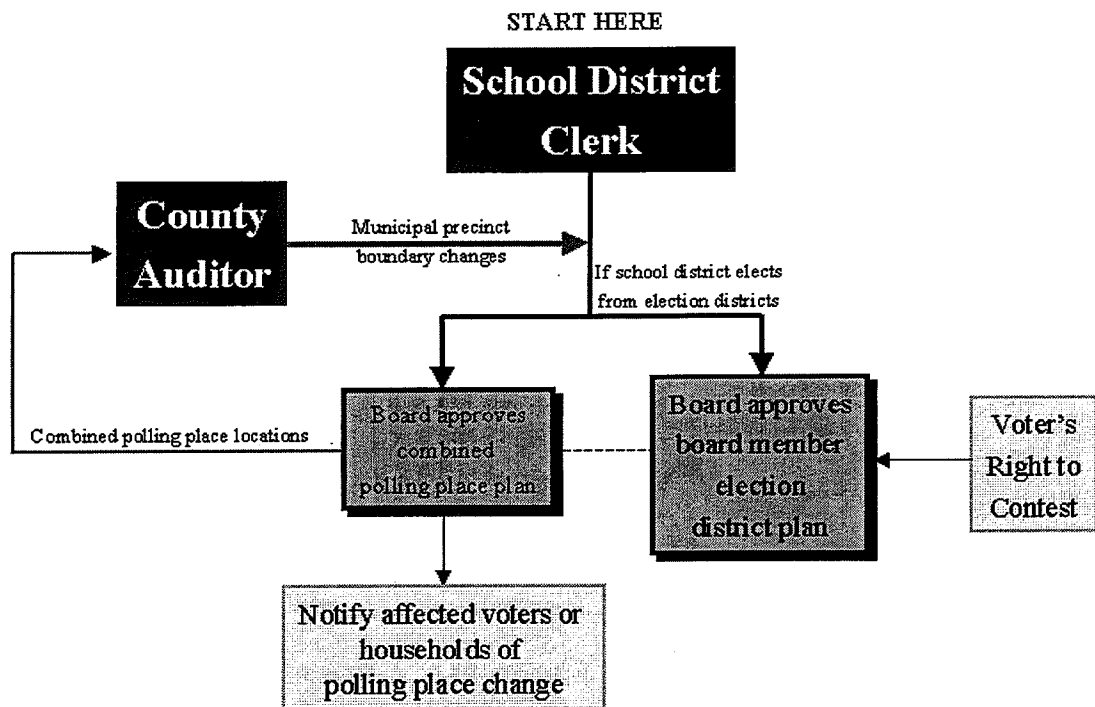 START HERE
School District
Clerk
County
Auditor
Municipal precinct
boundary changes
If school district elects
from election districts
Combined polling place locations
Board approves
combined
polling place plan
Board approves
board member
election
district plan
Voter's
Right to
Contest
Notify affected voters or
households of
polling place change